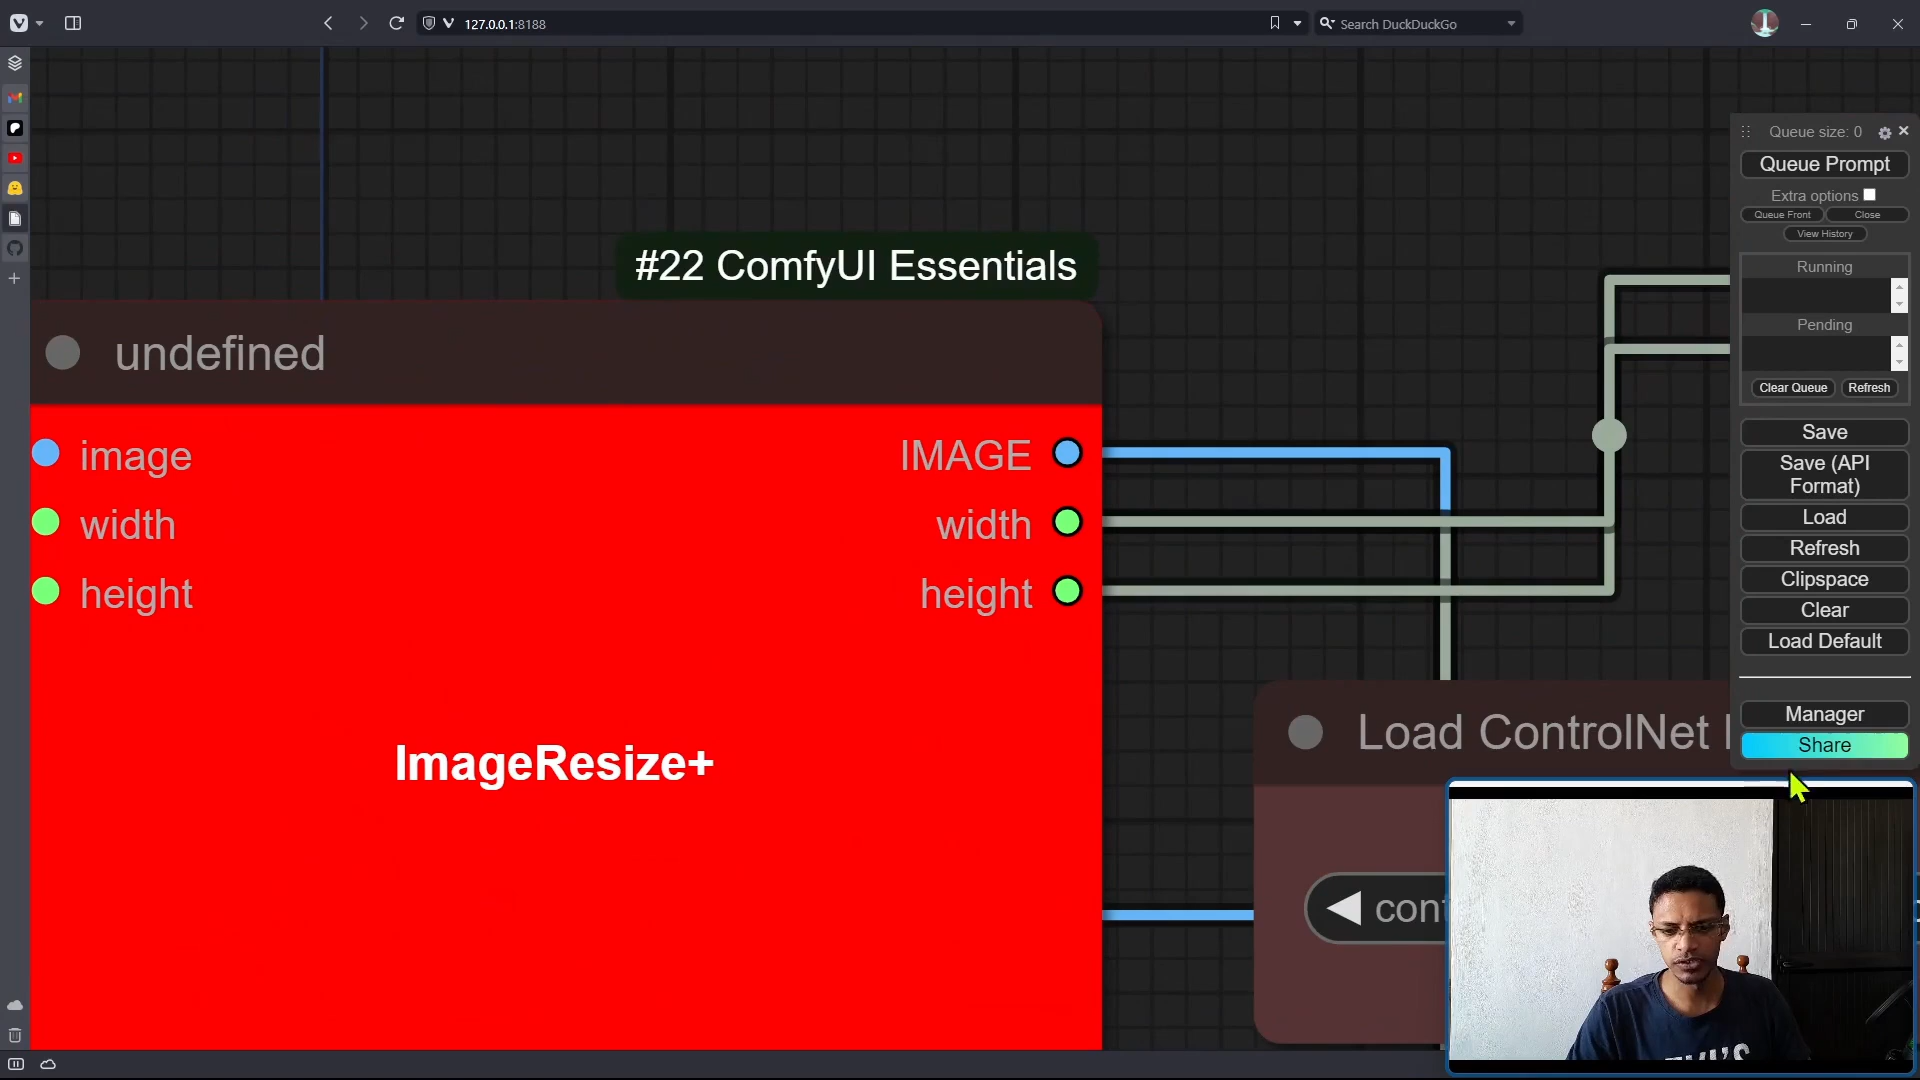 127.0.0.1:8188
Search DuckDuckGo
Queue size: 0
Queue Prompt
Extra options
Queue Front
Close
View History
Running
Pending
Clear Queue
Refresh
Save
Save (API
Format)
Load
Refresh
Clipspace
Clear
Load Default
Manager
Share
#22 ComfyUI Essentials
undefined
image
IMAGE
width
width
height
height
ImageResize+
Load ControlNet